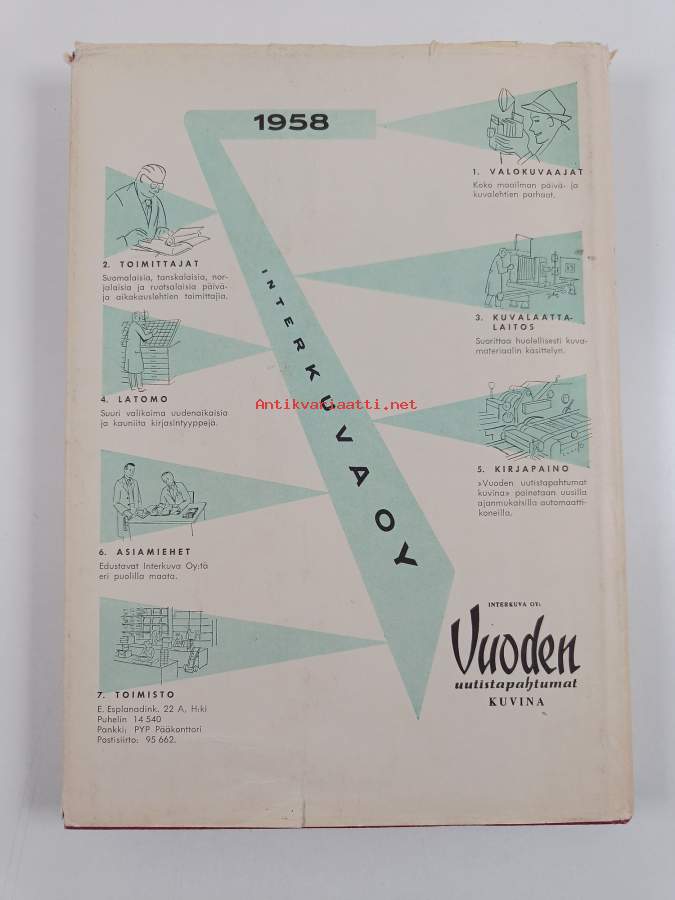 1958
1. VALOKUVAAJAT
Koko maailman päivä- ja
kuvalehtien parhaat.
2. TOIMITTAJAT
Suomalaisia, tanskalaisia, nor-
jalaisia ja ruotsalaisia päivä-
ja aikakauslehtien toimittajia.
INTERKUVA OY
3. KUVALAATTA-
LAITOS
Suorittaa huolellisesti kuva-
materiaalin käsittelyn.
4. LATOMO
Suuri valikoima uudenaikaisia
ja kauniita kirjasintyyppejä.
Antikvariaatti.net
5. KIRJAPAINO
»Vuoden uutistapahtumat
kuvina» painetaan uusilla
ajanmukaisilla automaatti-
koneilla.
6. ASIAMIEHET
Edustavat Interkuva Oy:tä
eri puolilla maata.
7. TOIMISTO
E. Esplanadink. 22 A, H:ki
Puhelin 14 540
Pankki: PYP Pääkonttori
Postisiirto: 95 662.
INTERKUVA OY:
Vuoden
uutistapahtumat
KUVINA